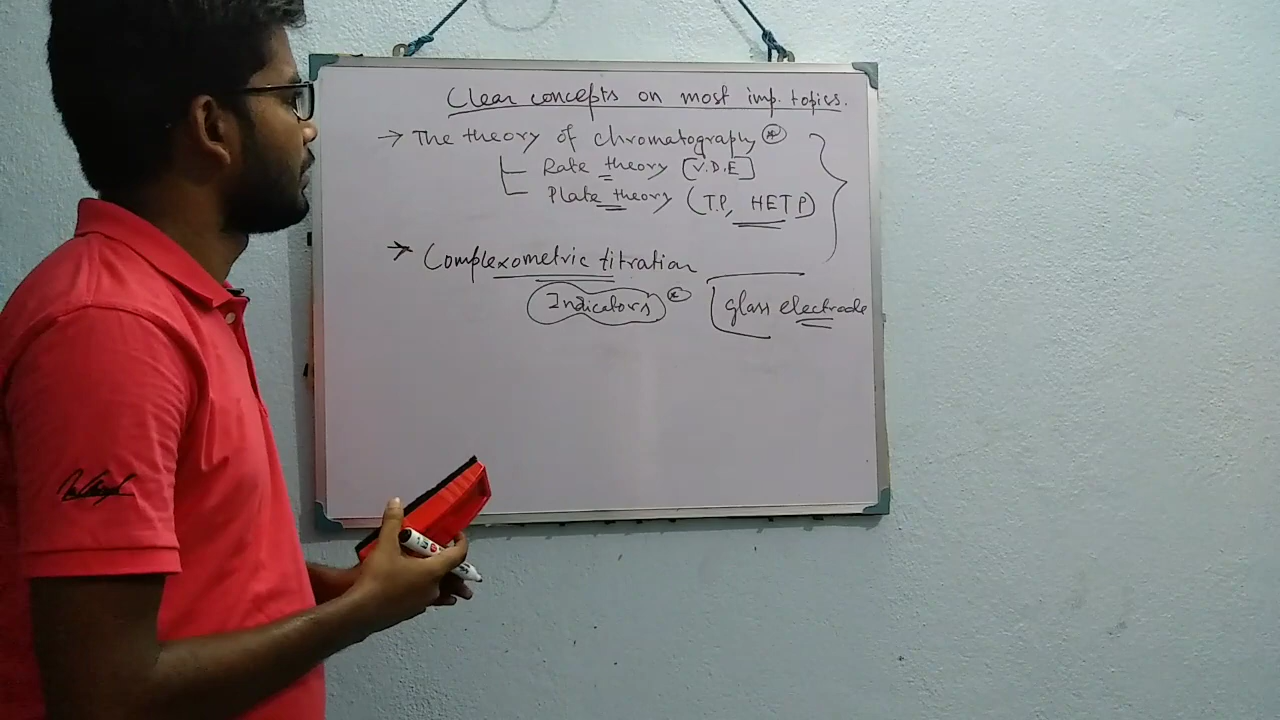 Clear concepts on most imp. topics.
→ The theory of chromatography *
Rate theory [V.D.E]
Plate theory (T.P, HETP)
→ Complexometric titration
Indicators * glass electrode